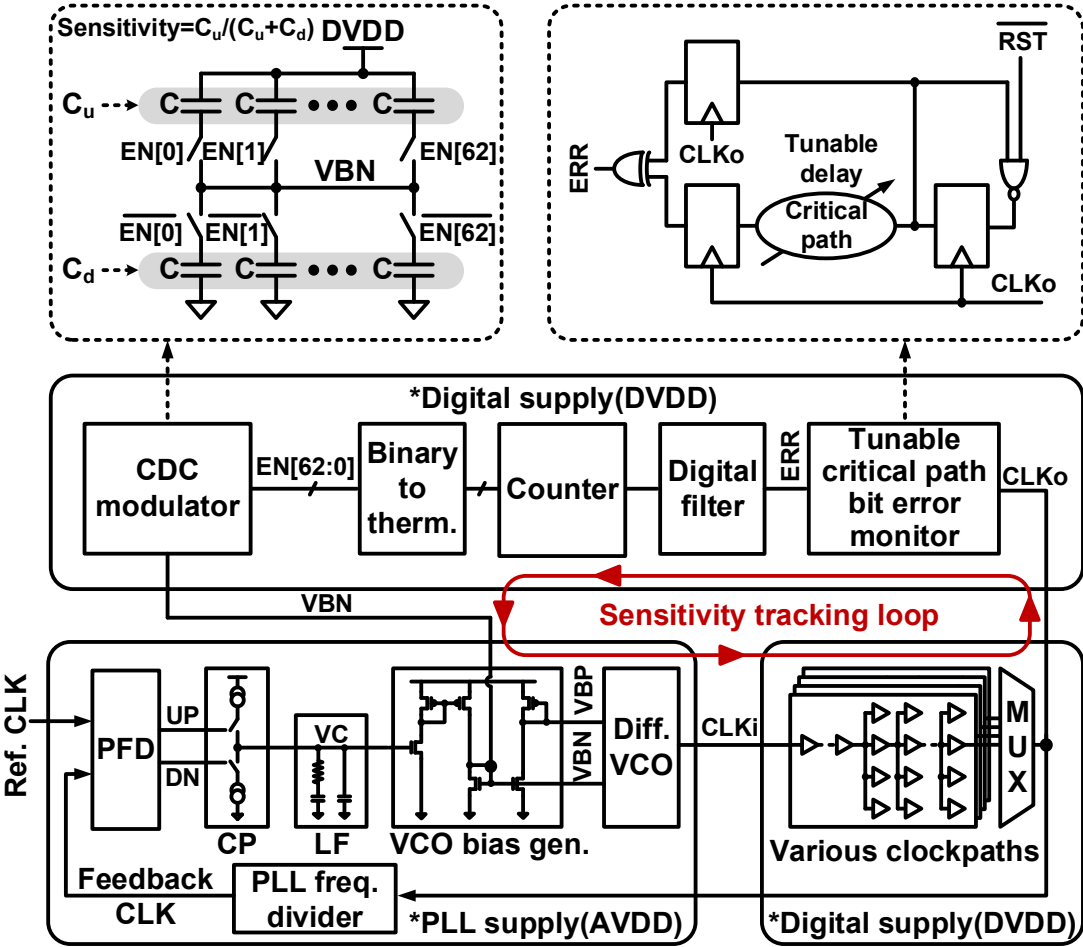 Sensitivity=Cu/(Cu+Cd) DVDD
Cu
C C ••• C
EN[0] EN[1] EN[62]
VBN
EN[0] EN[1] EN[62]
Cd
C C ••• C
RST
CLKo
ERR
Tunable
delay
Critical
path
CLKo
*Digital supply(DVDD)
CDC
modulator
EN[62:0]
Binary
to
therm.
Counter
Digital
filter
ERR
Tunable
critical path
bit error
monitor
CLKo
VBN
Sensitivity tracking loop
Ref. CLK
PFD
UP
DN
CP
VC
LF
VCO bias gen.
VBP
VBN
Diff.
VCO
CLKi
MUX
Various clockpaths
Feedback
CLK
PLL freq.
divider
*PLL supply(AVDD)
*Digital supply(DVDD)